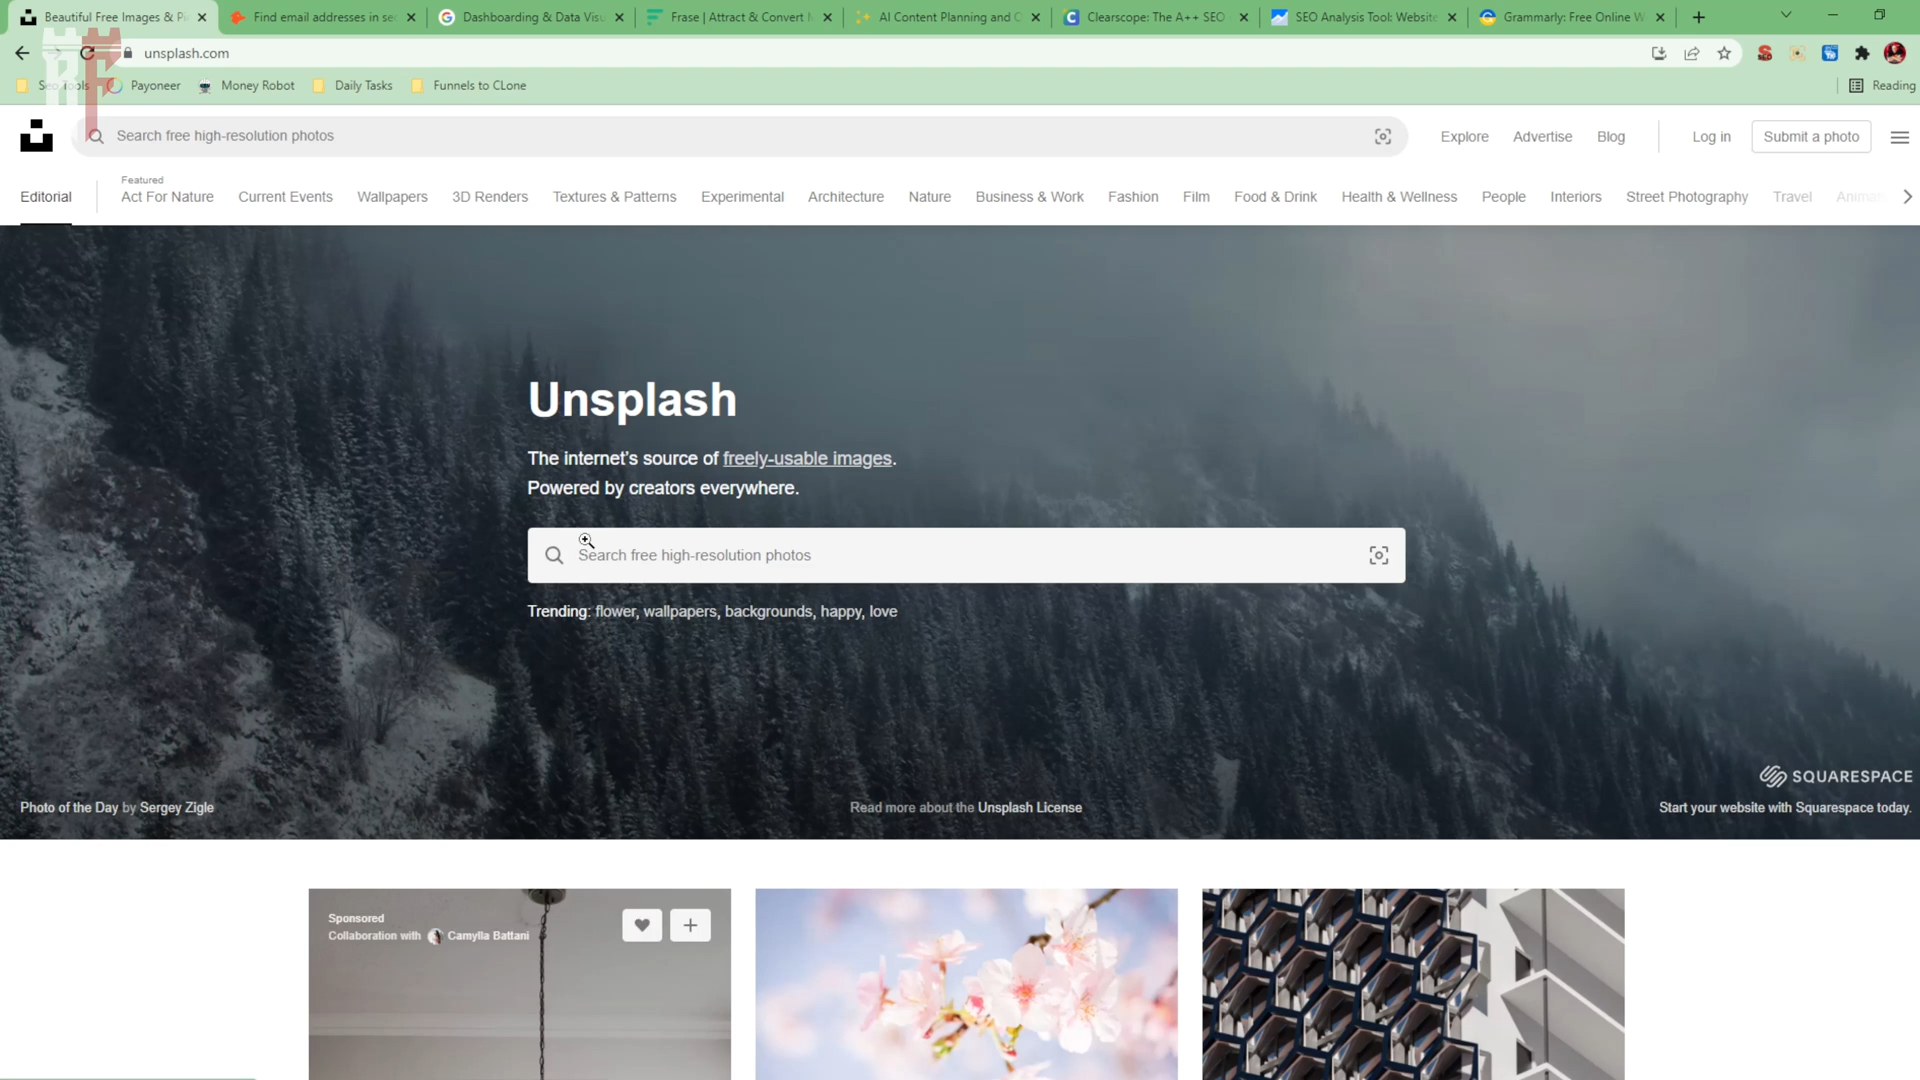 Beautiful Free Images & Pi
Find email addresses in se
Dashboarding & Data Visu
Frase | Attract & Convert M
AI Content Planning and O
Clearscope: The A++ SEO
SEO Analysis Tool: Website
Grammarly: Free Online W
unsplash.com
Seo Tools
Payoneer
Money Robot
Daily Tasks
Funnels to CLone
Reading
Search free high-resolution photos
Explore
Advertise
Blog
Log in
Submit a photo
Editorial
Featured
Act For Nature
Current Events
Wallpapers
3D Renders
Textures & Patterns
Experimental
Architecture
Nature
Business & Work
Fashion
Film
Food & Drink
Health & Wellness
People
Interiors
Street Photography
Travel
Unsplash
The internet's source of freely-usable images.
Powered by creators everywhere.
Search free high-resolution photos
Trending: flower, wallpapers, backgrounds, happy, love
SQUARESPACE
Photo of the Day by Sergey Zigle
Read more about the Unsplash License
Start your website with Squarespace today.
Sponsored
Collaboration with Camylla Battani